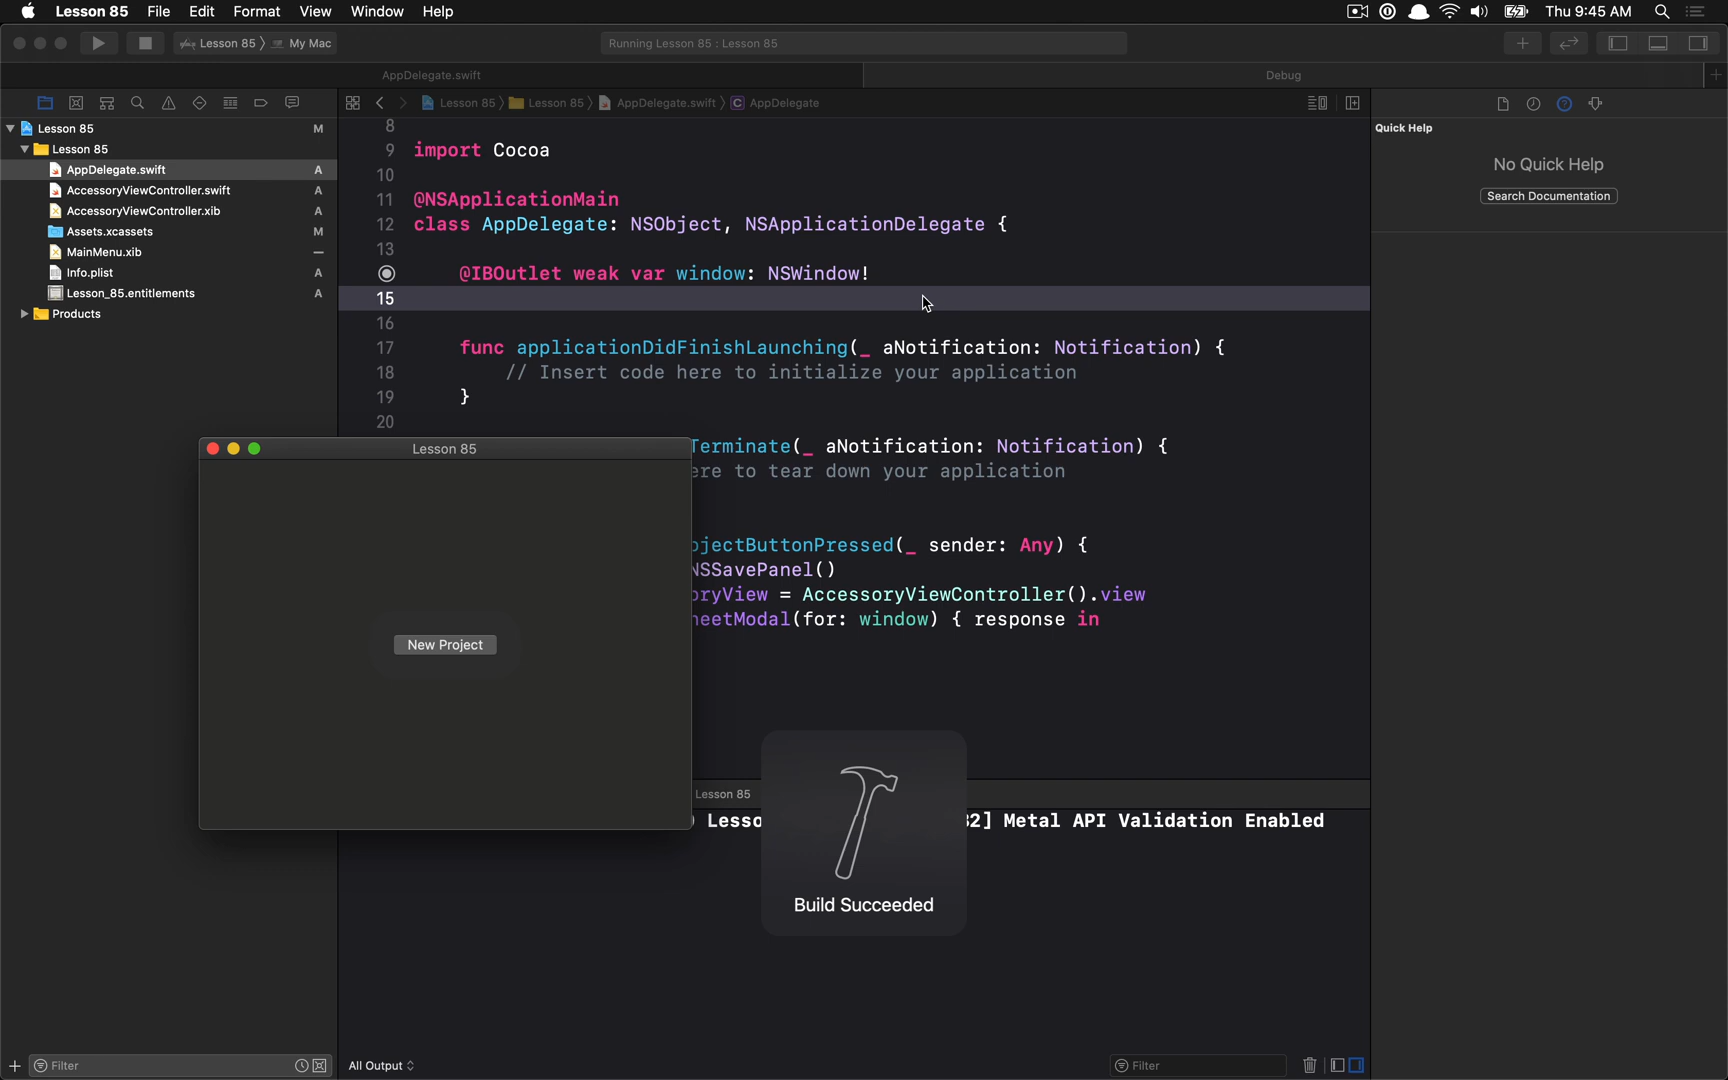 Lesson 85 File Edit Format View Window Help Thu 9:45 AM
Lesson 85 〉 My Mac
Running Lesson 85 : Lesson 85
AppDelegate.swift
Debug
Lesson 85 〉 Lesson 85 〉 AppDelegate.swift 〉 C AppDelegate
Lesson 85 M
Lesson 85
AppDelegate.swift A
AccessoryViewController.swift A
AccessoryViewController.xib A
Assets.xcassets M
MainMenu.xib –
Info.plist A
Lesson_85.entitlements A
Products
8
9 import Cocoa
10
11 @NSApplicationMain
12 class AppDelegate: NSObject, NSApplicationDelegate {
13
@IBOutlet weak var window: NSWindow!
15
16
17 func applicationDidFinishLaunching(_ aNotification: Notification) {
18 // Insert code here to initialize your application
19 }
20
Terminate(_ aNotification: Notification) {
ere to tear down your application
ojectButtonPressed(_ sender: Any) {
NSSavePanel()
oryView = AccessoryViewController().view
heetModal(for: window) { response in
Quick Help
No Quick Help
Search Documentation
Lesson 85
New Project
Lesson 85
Lesso 32] Metal API Validation Enabled
Build Succeeded
Filter
All Output
Filter